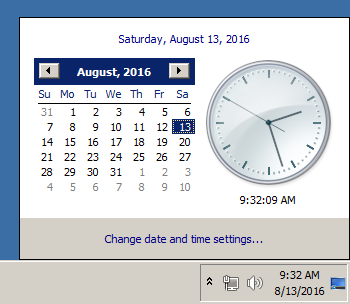 Saturday, August 13, 2016
August, 2016
Su Mo Tu We Th Fr Sa
31 1 2 3 4 5 6
7 8 9 10 11 12 13
14 15 16 17 18 19 20
21 22 23 24 25 26 27
28 29 30 31 1 2 3
4 5 6 7 8 9 10
9:32:09 AM
Change date and time settings...
9:32 AM
8/13/2016